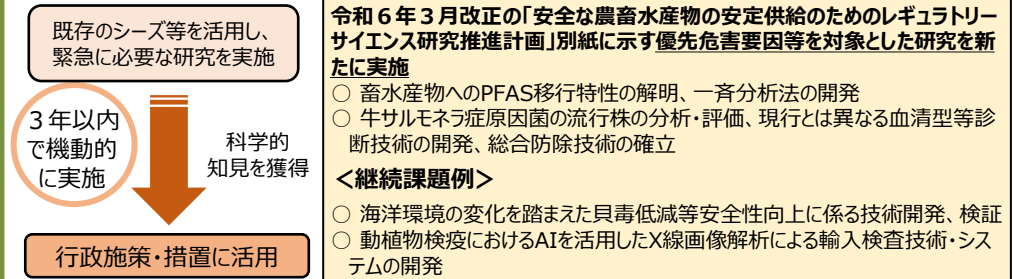 既存のシーズ等を活用し、
緊急に必要な研究を実施
３年以内
で機動的
に実施
科学的
知見を獲得
行政施策・措置に活用
令和６年３月改正の「安全な農畜水産物の安定供給のためのレギュラトリー
サイエンス研究推進計画」別紙に示す優先危害要因等を対象とした研究を新
たに実施
○ 畜水産物へのPFAS移行特性の解明、一斉分析法の開発
○ 牛サルモネラ症原因菌の流行株の分析・評価、現行とは異なる血清型等診
断技術の開発、総合防除技術の確立
＜継続課題例＞
○ 海洋環境の変化を踏まえた貝毒低減等安全性向上に係る技術開発、検証
○ 動植物検疫におけるAIを活用したX線画像解析による輸入検査技術・シス
テムの開発